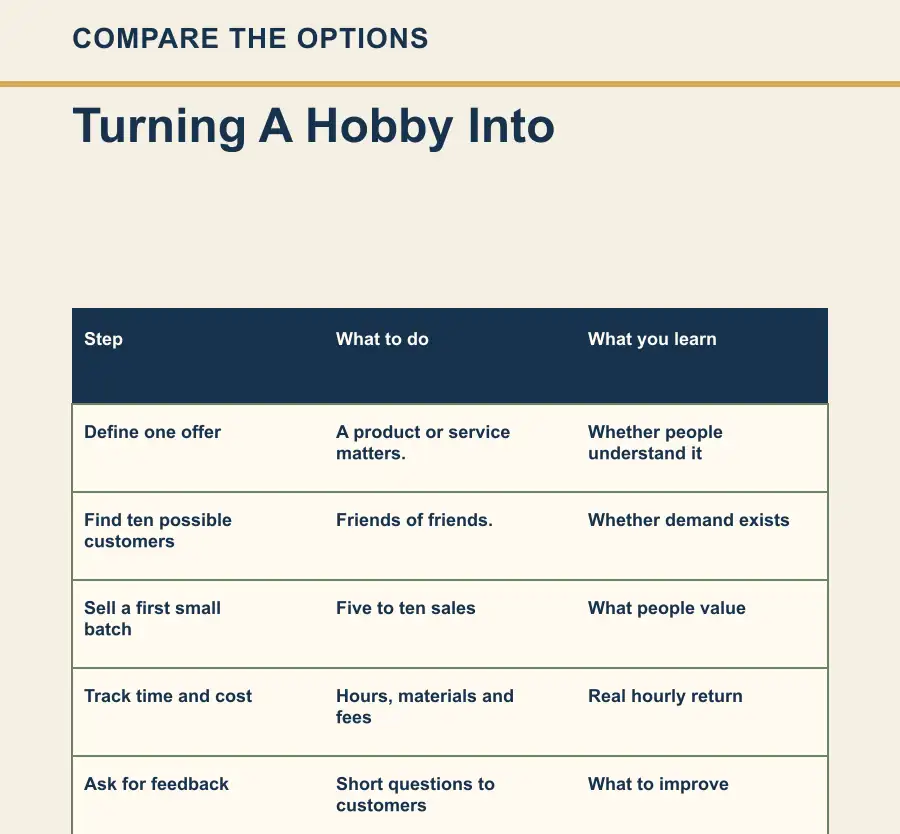 COMPARE THE OPTIONS
Turning A Hobby Into
Step
What to do
What you learn
Define one offer
A product or service
matters.
Whether people
understand it
Find ten possible
customers
Friends of friends.
Whether demand exists
Sell a first small
batch
Five to ten sales
What people value
Track time and cost
Hours, materials and
fees
Real hourly return
Ask for feedback
Short questions to
customers
What to improve